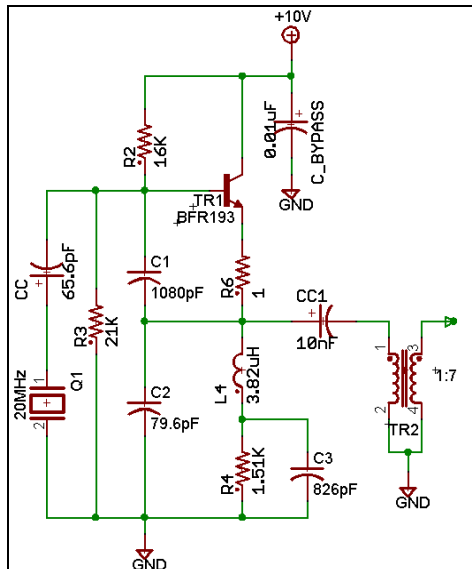 +10V
R2
16K
0.01uF
C_BYPASS
GND
TR1
BFR193
CC
65.6pF
R3
21K
C1
1080pF
R6
1
CC1
10nF
1
3
1:7
2
4
TR2
GND
20MHz
1
2
Q1
C2
79.6pF
L4
3.82uH
R4
1.51K
C3
826pF
GND